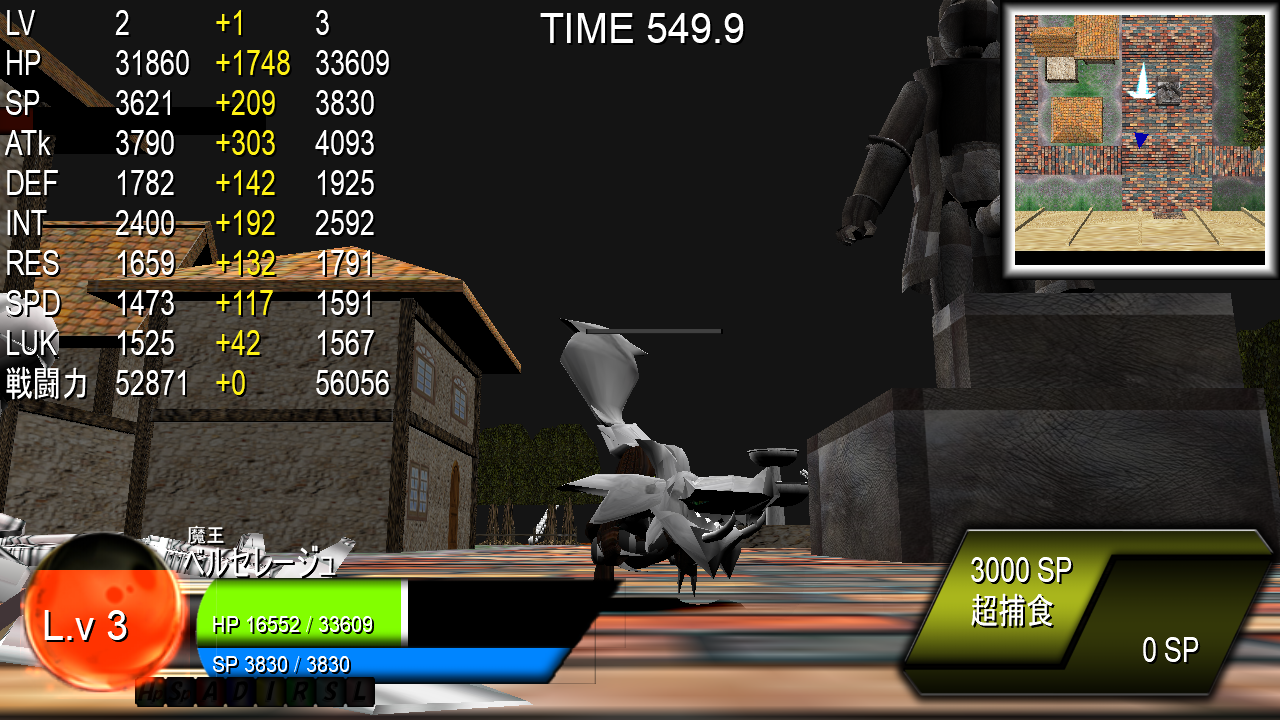 LV 2 +1 3
TIME 549.9
HP 31860 +1748 33609
SP 3621 +209 3830
ATk 3790 +303 4093
DEF 1782 +142 1925
INT 2400 +192 2592
RES 1659 +132 1791
SPD 1473 +117 1591
LUK 1525 +42 1567
戦闘力 52871 +0 56056
魔王
ベルセレージュ
L.v 3
HP 16552 / 33609
SP 3830 / 3830
Hp Sp A D I R S L
3000 SP
超捕食
0 SP